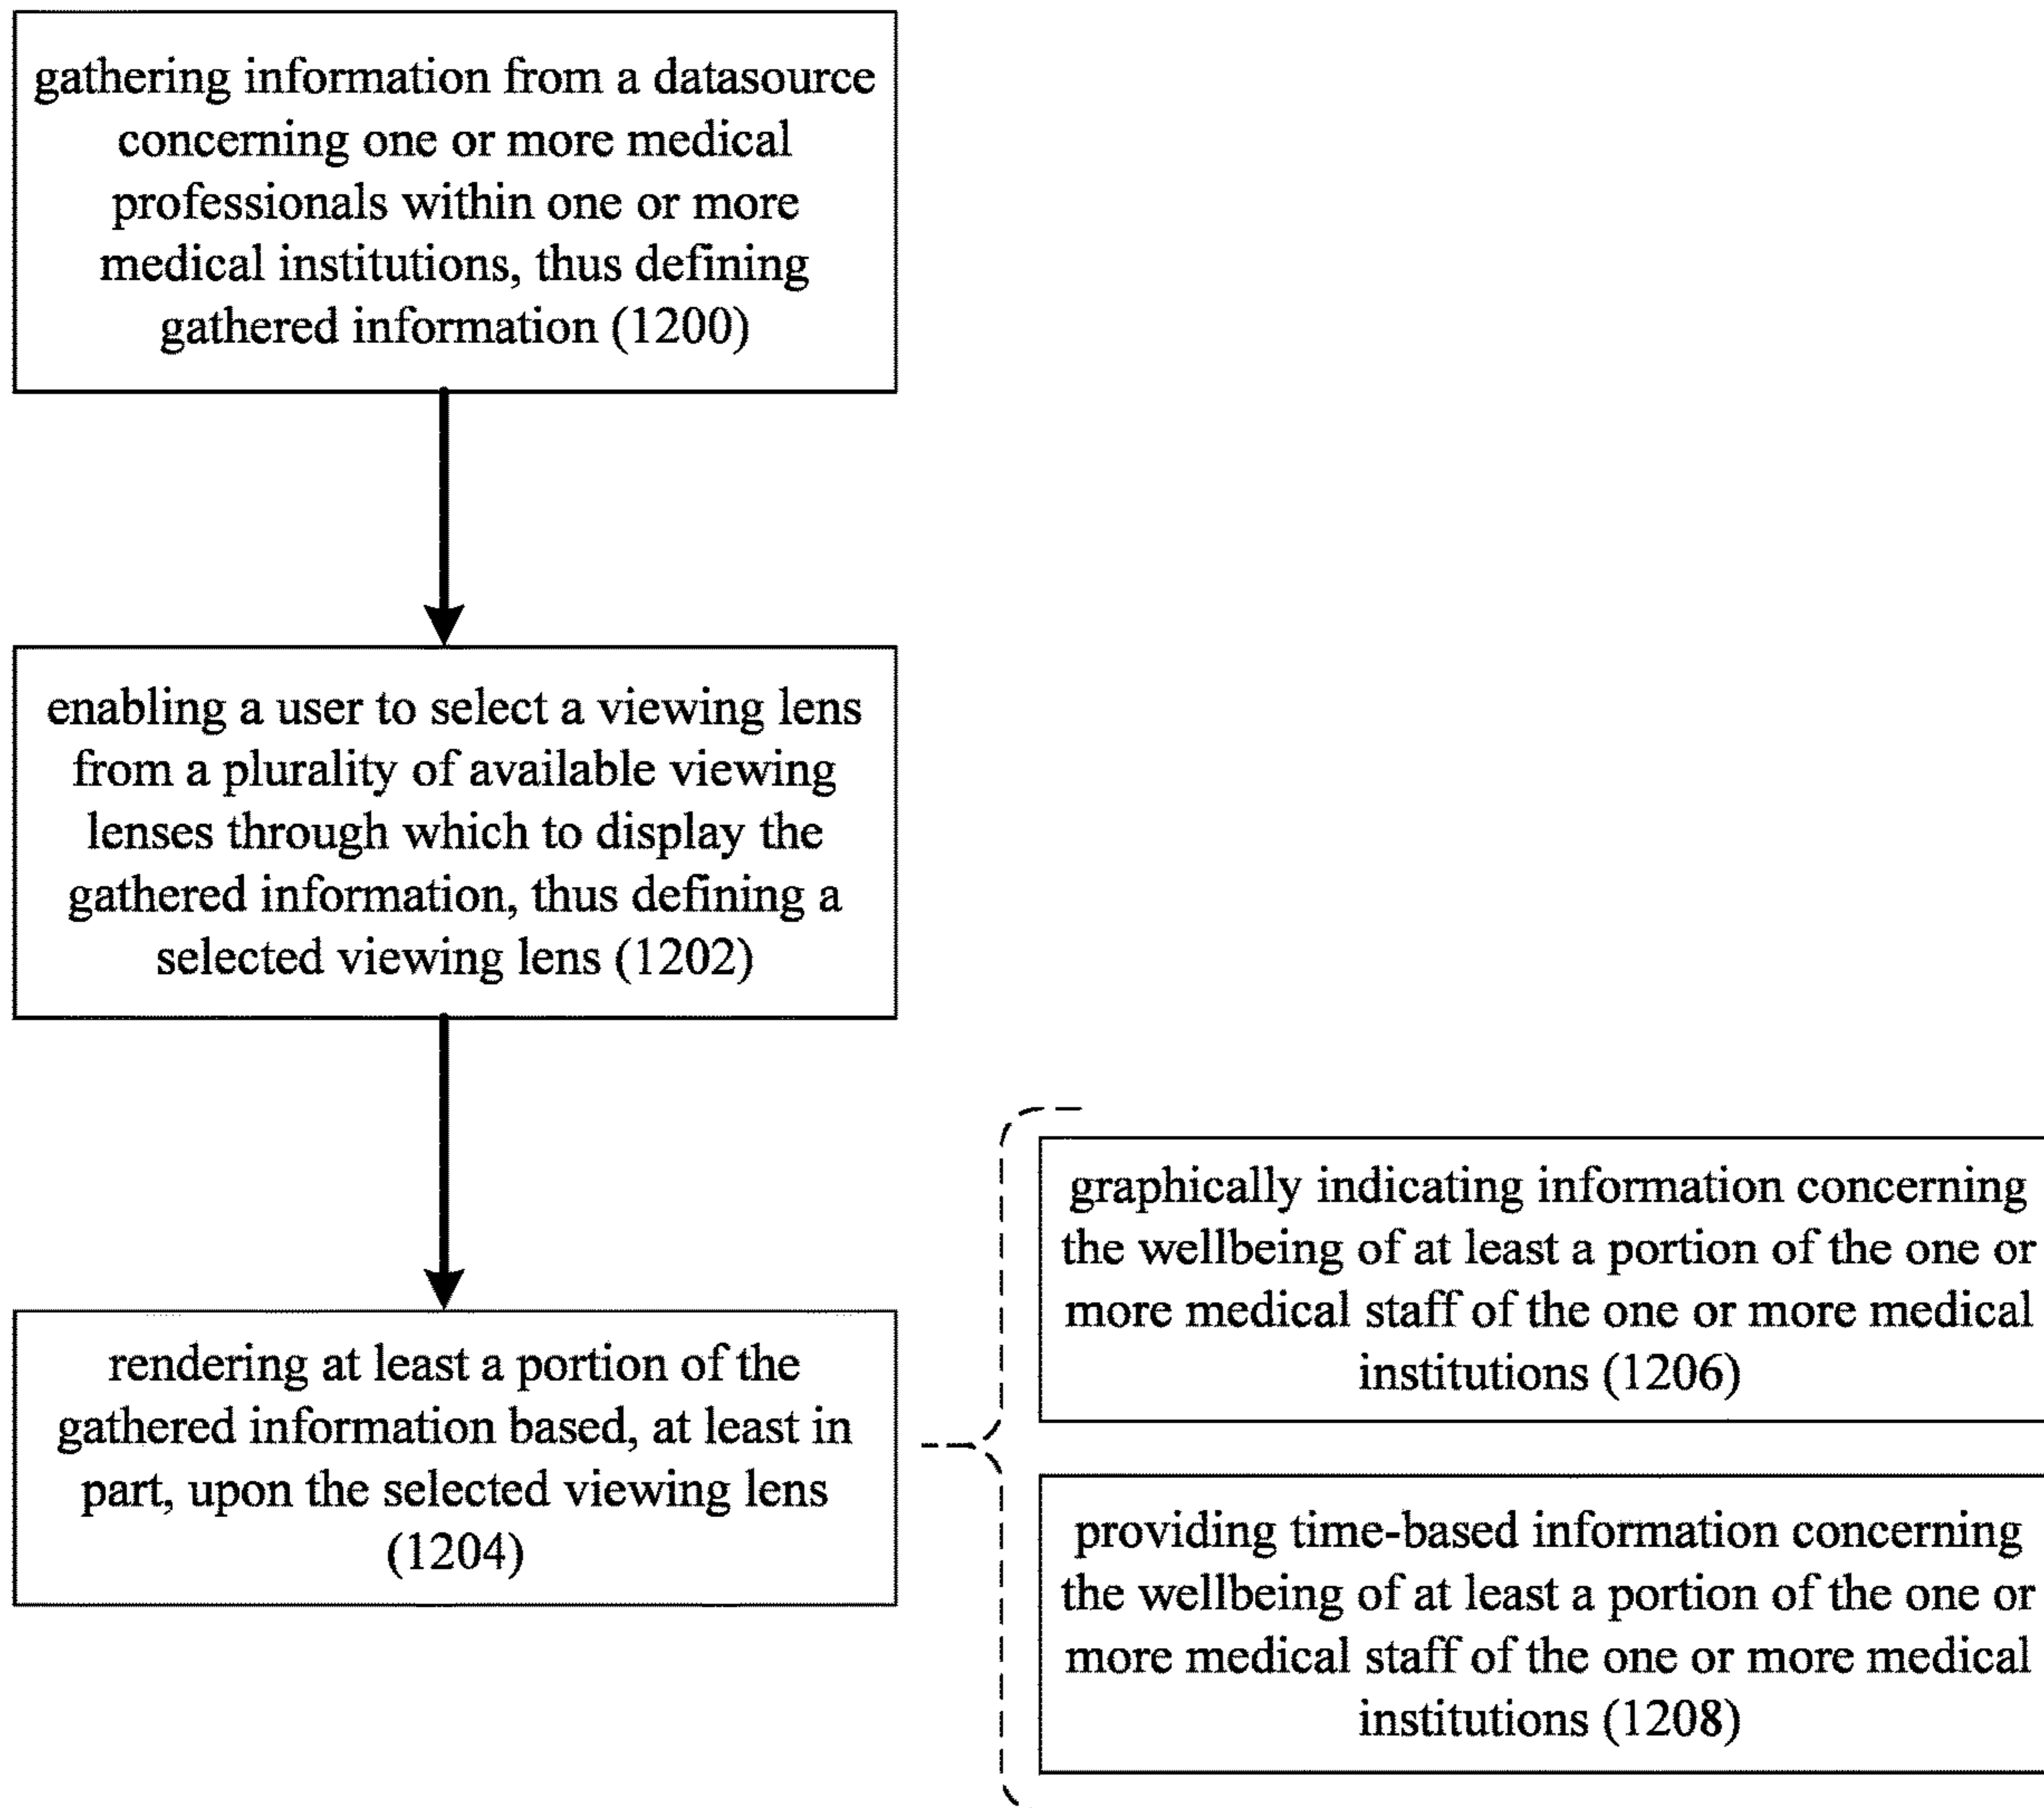 gathering information from a datasource
concerning one or more medical
professionals within one or more
medical institutions, thus defining
gathered information (1200)
enabling a user to select a viewing lens
from a plurality of available viewing
lenses through which to display the
gathered information, thus defining a
selected viewing lens (1202)
rendering at least a portion of the
gathered information based, at least in
part, upon the selected viewing lens
(1204)
graphically indicating information concerning
the wellbeing of at least a portion of the one or
more medical staff of the one or more medical
institutions (1206)
providing time-based information concerning
the wellbeing of at least a portion of the one or
more medical staff of the one or more medical
institutions (1208)